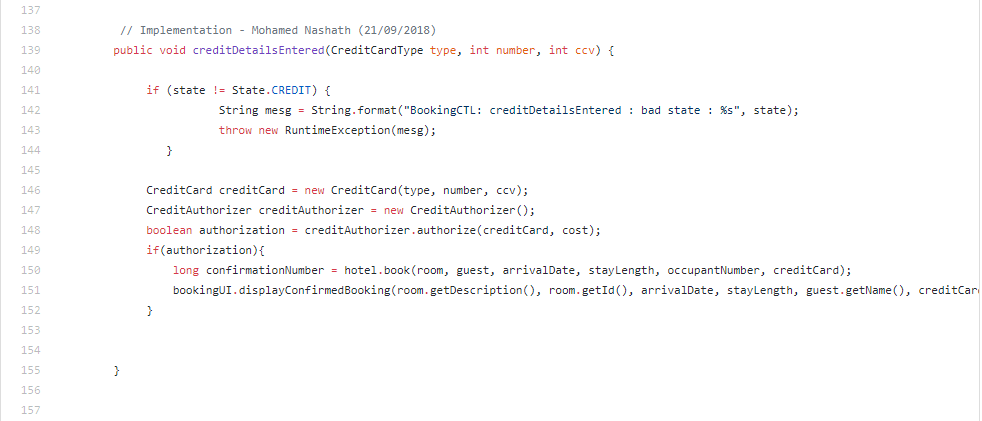 137
138 // Implementation - Mohamed Nashath (21/09/2018)
139 public void creditDetailsEntered(CreditCardType type, int number, int ccv) {
140
141 if (state != State.CREDIT) {
142 String mesg = String.format("BookingCTL: creditDetailsEntered : bad state : %s", state);
143 throw new RuntimeException(mesg);
144 }
145
146 CreditCard creditCard = new CreditCard(type, number, ccv);
147 CreditAuthorizer creditAuthorizer = new CreditAuthorizer();
148 boolean authorization = creditAuthorizer.authorize(creditCard, cost);
149 if(authorization){
150 long confirmationNumber = hotel.book(room, guest, arrivalDate, stayLength, occupantNumber, creditCard);
151 bookingUI.displayConfirmedBooking(room.getDescription(), room.getId(), arrivalDate, stayLength, guest.getName(), creditCar
152 }
153
154
155 }
156
157